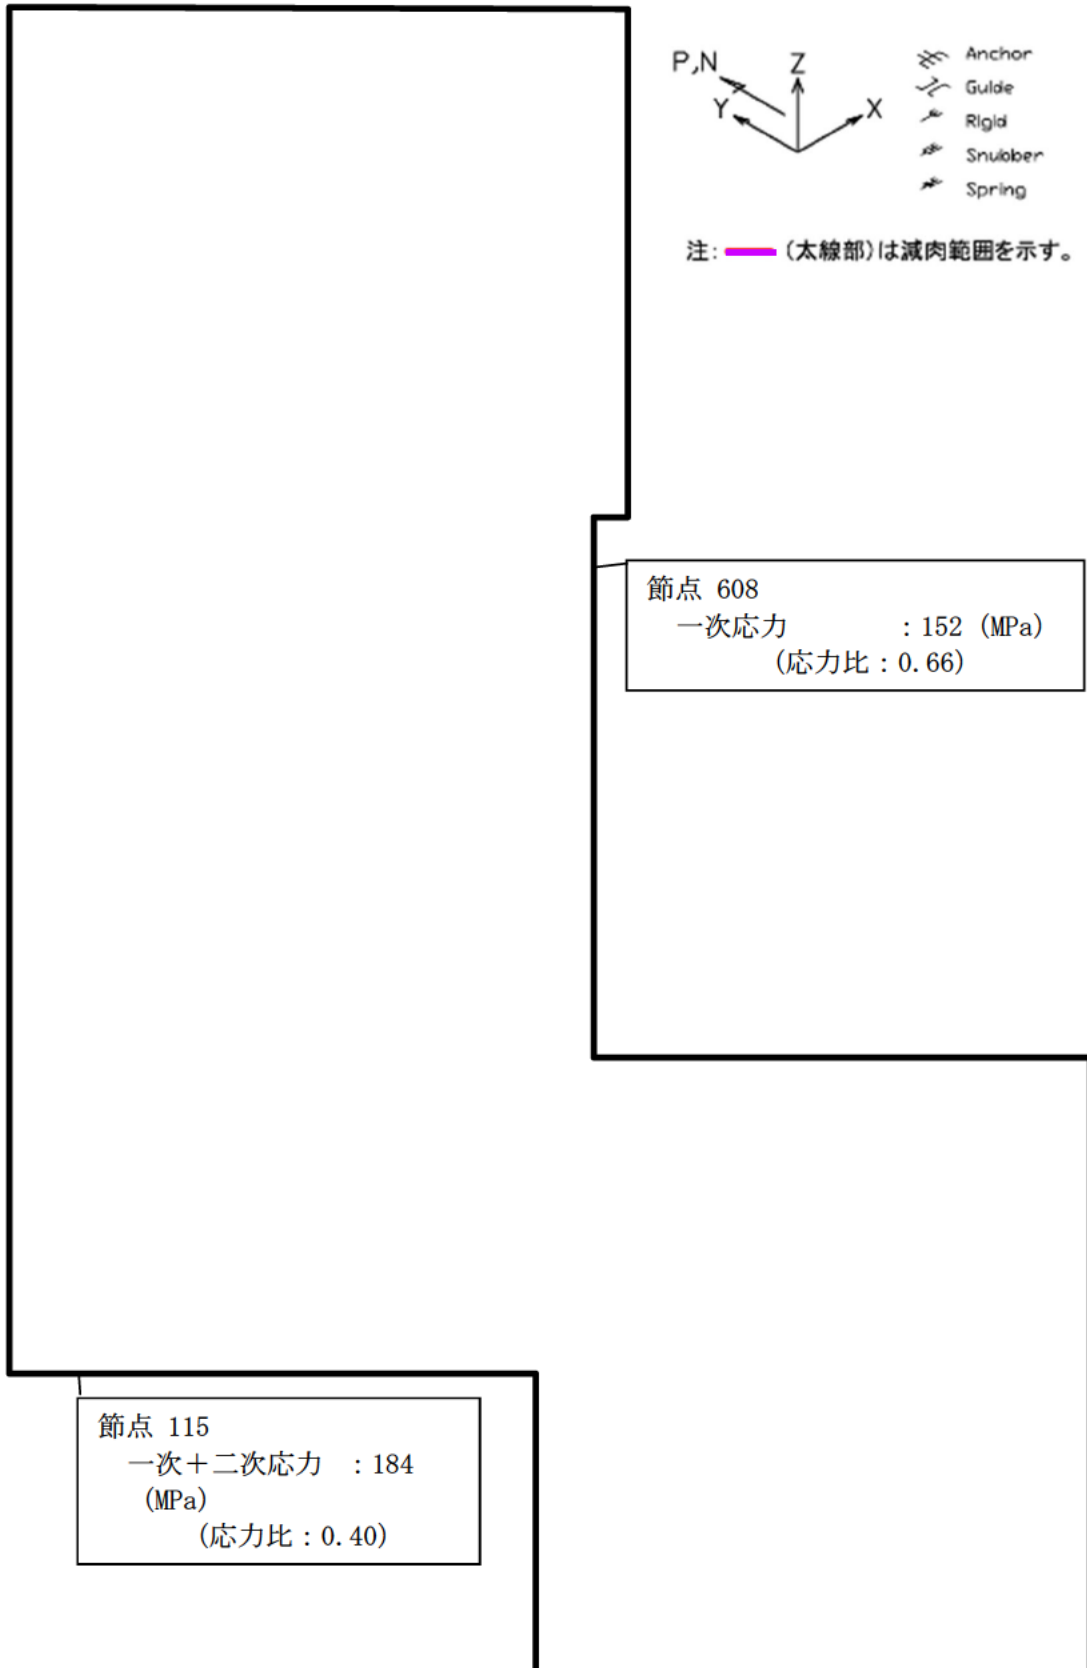 P,N
Z
Y
X
Anchor
Guide
Rigid
Snubber
Spring
注: (太線部)は減肉範囲を示す。
節点 608
一次応力 : 152 (MPa)
(応力比：0.66)
節点 115
一次＋二次応力 : 184
(MPa)
(応力比：0.40)